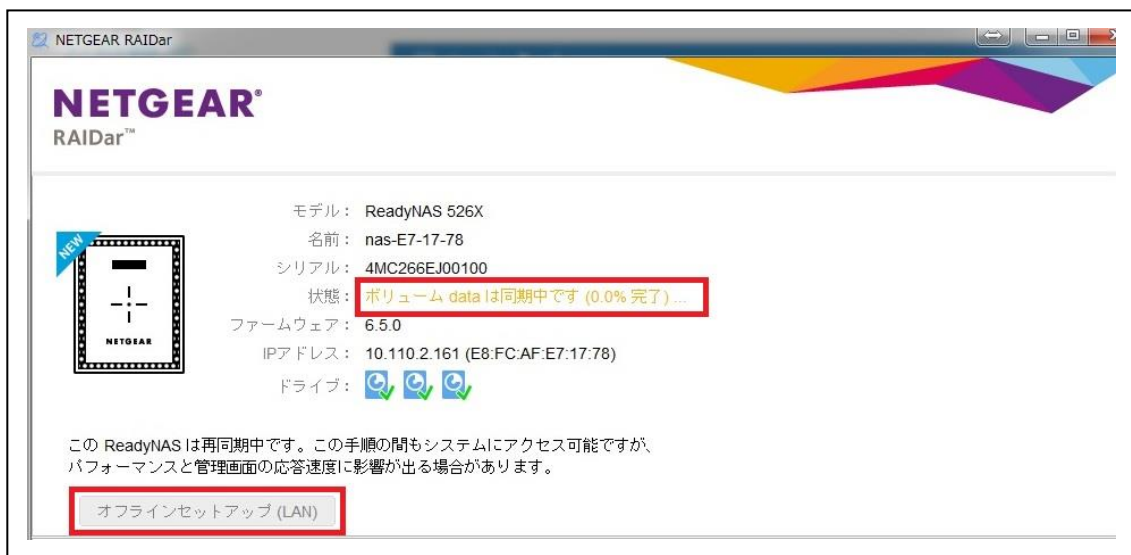 NETGEAR RAIDar
NETGEAR®
RAIDar™
モデル： ReadyNAS 526X
名前： nas-E7-17-78
シリアル： 4MC266EJ00100
状態： ボリューム data は同期中です (0.0% 完了) ...
ファームウェア： 6.5.0
IPアドレス： 10.110.2.161 (E8:FC:AF:E7:17:78)
ドライブ：
NEW
NETGEAR
この ReadyNAS は再同期中です。この手順の間もシステムにアクセス可能ですが、
パフォーマンスと管理画面の応答速度に影響が出る場合があります。
オフラインセットアップ (LAN)